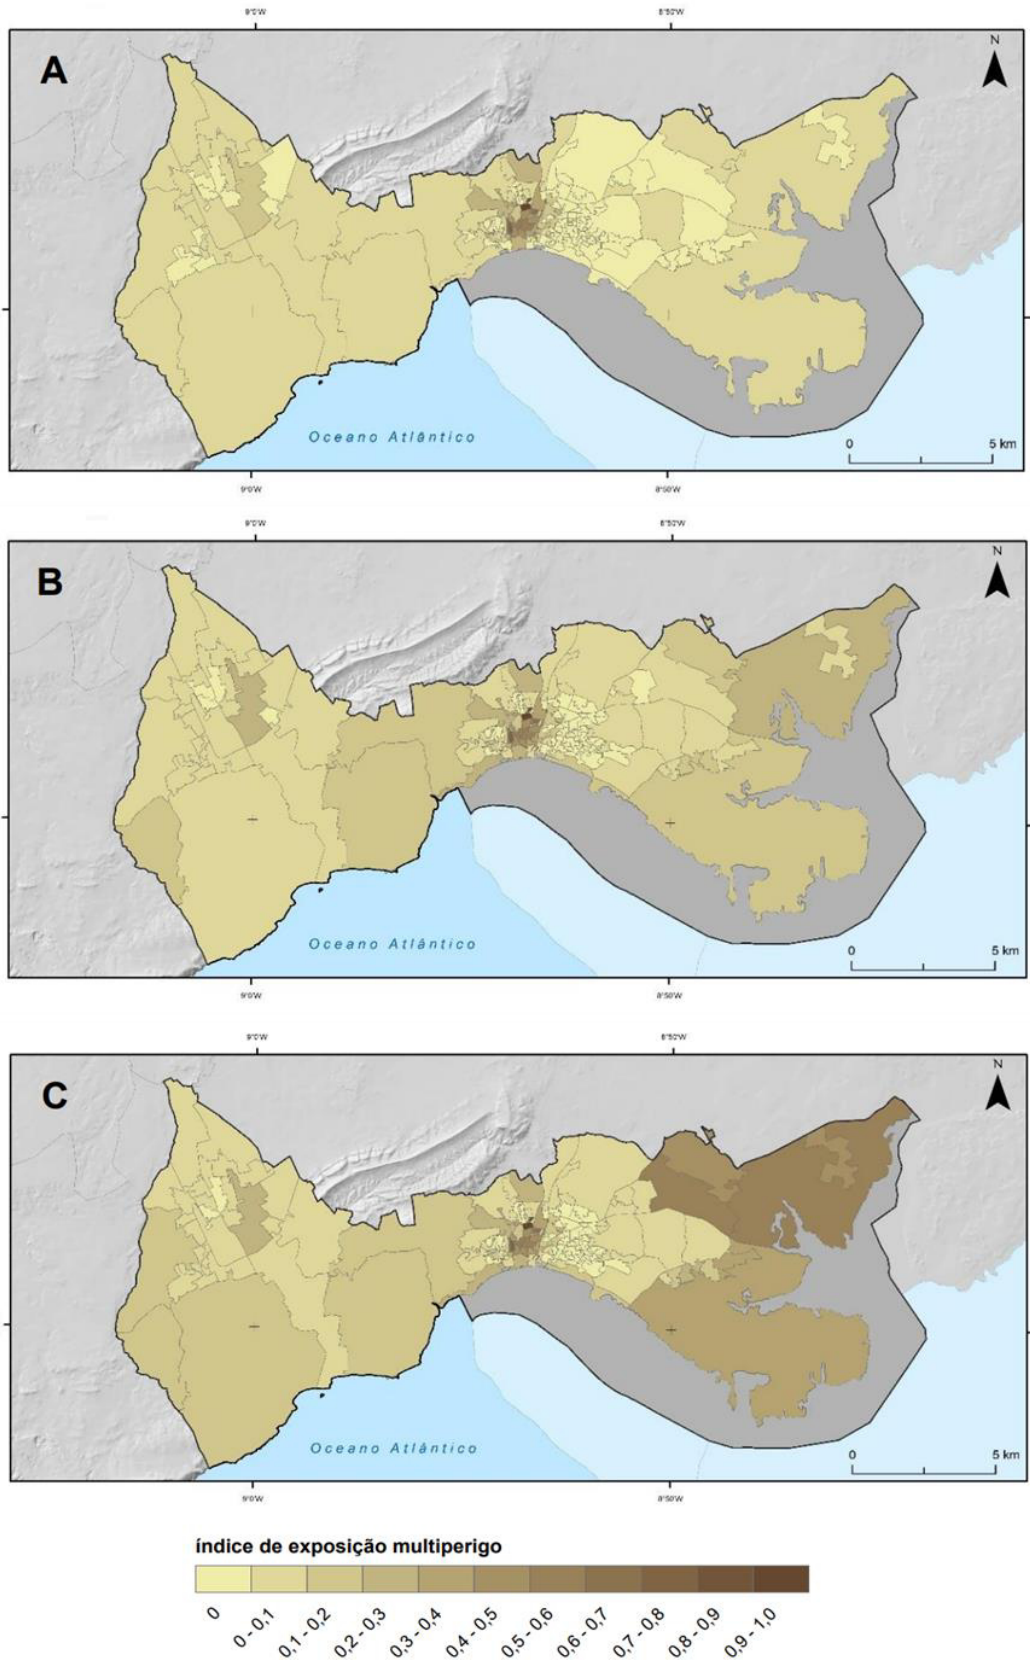 9°0'W 8°50'W
A
N
Oceano Atlântico
0 5 km
9°0'W 8°50'W
9°0'W 8°50'W
B
N
Oceano Atlântico
0 5 km
9°0'W 8°50'W
9°0'W 8°50'W
C
N
Oceano Atlântico
0 5 km
9°0'W 8°50'W
índice de exposição multiperigo
0
0 - 0,1
0,1 - 0,2
0,2 - 0,3
0,3 - 0,4
0,4 - 0,5
0,5 - 0,6
0,6 - 0,7
0,7 - 0,8
0,8 - 0,9
0,9 - 1,0